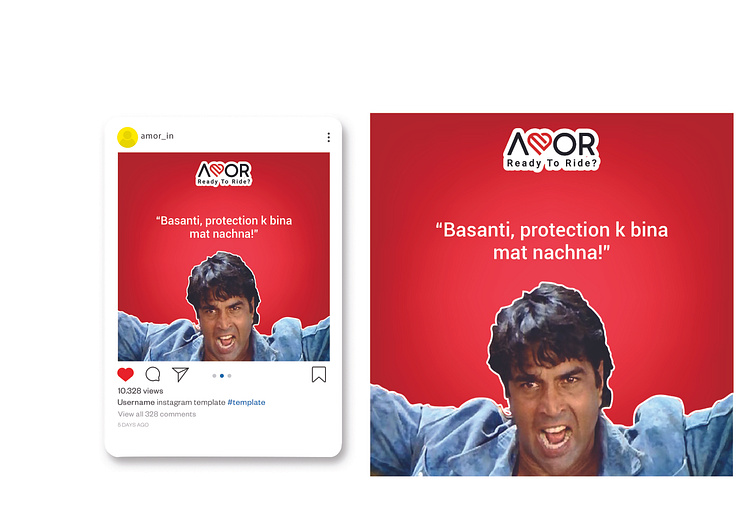 amor_in
AMOR
Ready To Ride?
“Basanti, protection k bina
mat nachna!”
10.328 views
Username instagram template #template
View all 328 comments
5 DAYS AGO
AMOR
Ready To Ride?
“Basanti, protection k bina
mat nachna!”